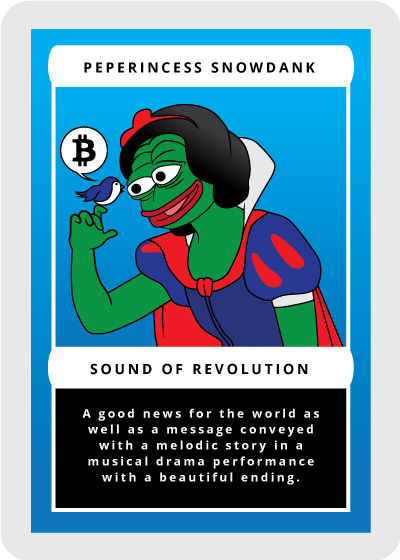 PEPERINCESS SNOWDANK
₿
SOUND OF REVOLUTION
A good news for the world as
well as a message conveyed
with a melodic story in a
musical drama performance
with a beautiful ending.